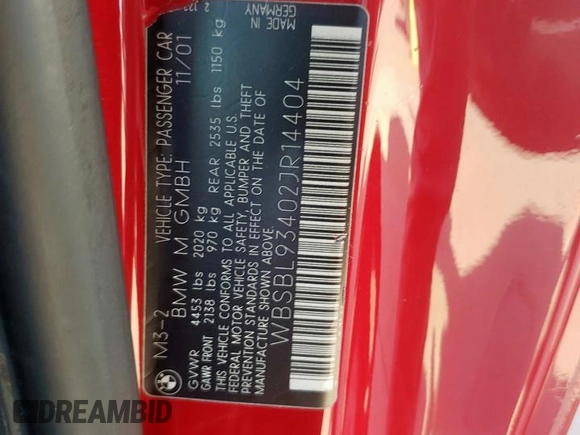 MADE IN
GERMANY
M3-2 VEHICLE TYPE: PASSENGER CAR
BMW M GMBH 11/01
GVWR 4453 lbs 2020 kg
GAWR FRONT 2138 lbs 970 kg REAR 2535 lbs 1150 kg
THIS VEHICLE CONFORMS TO ALL APPLICABLE U.S.
FEDERAL MOTOR VEHICLE SAFETY, BUMPER AND THEFT
PREVENTION STANDARDS IN EFFECT ON THE DATE OF
MANUFACTURE SHOWN ABOVE.
WBSBL93402JR14404
DREAMBID